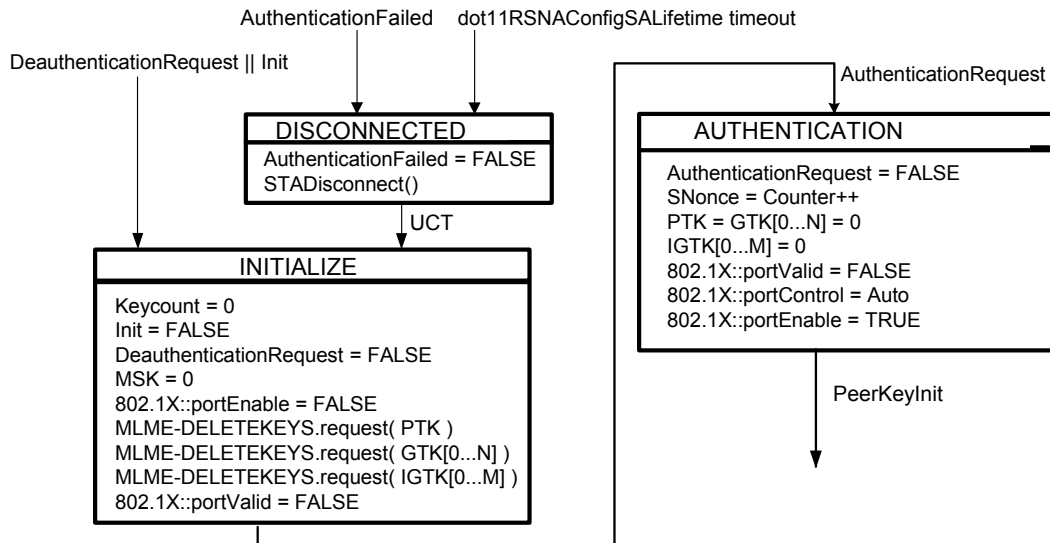 AuthenticationFailed
dot11RSNAConfigSALifetime timeout
DeauthenticationRequest || Init
DISCONNECTED
AuthenticationFailed = FALSE
STADisconnect()
UCT
INITIALIZE
Keycount = 0
Init = FALSE
DeauthenticationRequest = FALSE
MSK = 0
802.1X::portEnable = FALSE
MLME-DELETEKEYS.request( PTK )
MLME-DELETEKEYS.request( GTK[0...N] )
MLME-DELETEKEYS.request( IGTK[0...M] )
802.1X::portValid = FALSE
AuthenticationRequest
AUTHENTICATION
AuthenticationRequest = FALSE
SNonce = Counter++
PTK = GTK[0...N] = 0
IGTK[0...M] = 0
802.1X::portValid = FALSE
802.1X::portControl = Auto
802.1X::portEnable = TRUE
PeerKeyInit